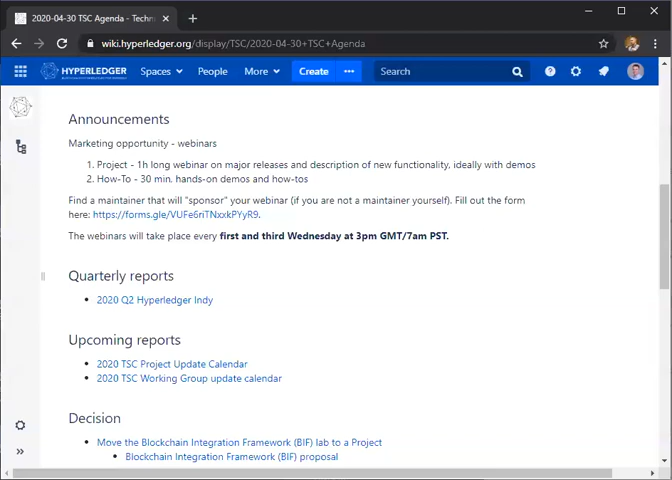 2020-04-30 TSC Agenda - Techni
wiki.hyperledger.org/display/TSC/2020-04-30+TSC+Agenda
HYPERLEDGER Spaces People More Create ••• Search
Announcements
Marketing opportunity - webinars
1. Project - 1h long webinar on major releases and description of new functionality, ideally with demos
2. How-To - 30 min. hands-on demos and how-tos
Find a maintainer that will "sponsor" your webinar (if you are not a maintainer yourself). Fill out the form
here: https://forms.gle/VUFe6riTNxxkPYyR9.
The webinars will take place every first and third Wednesday at 3pm GMT/7am PST.
Quarterly reports
• 2020 Q2 Hyperledger Indy
Upcoming reports
• 2020 TSC Project Update Calendar
• 2020 TSC Working Group update calendar
Decision
• Move the Blockchain Integration Framework (BIF) lab to a Project
• Blockchain Integration Framework (BIF) proposal